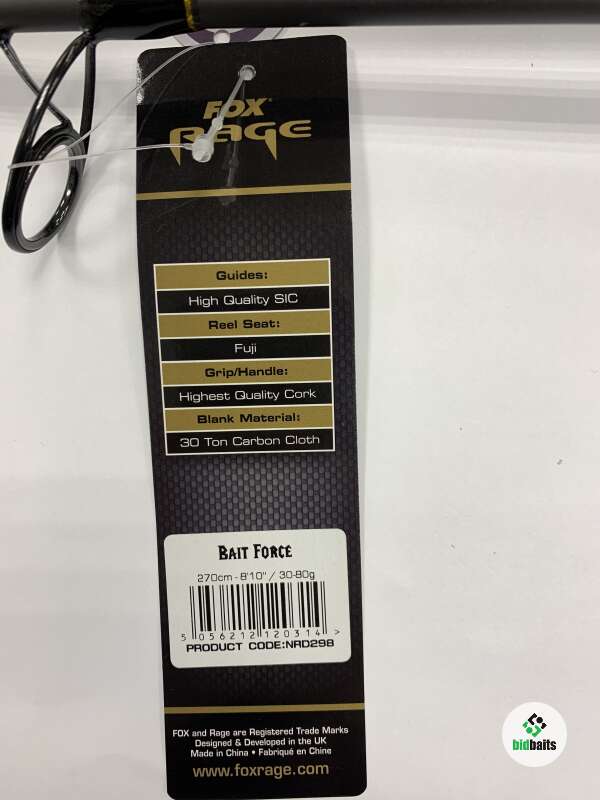 FOX
RAGE
Guides:
High Quality SIC
Reel Seat:
Fuji
Grip/Handle:
Highest Quality Cork
Blank Material:
30 Ton Carbon Cloth
BAIT FORCE
270cm - 8'10" / 30-80g
5 056212 120314 >
PRODUCT CODE:NRD298
FOX and Rage are Registered Trade Marks
Designed & Developed in the UK
Made in China • Fabriqué en Chine
www.foxrage.com
bidbaits